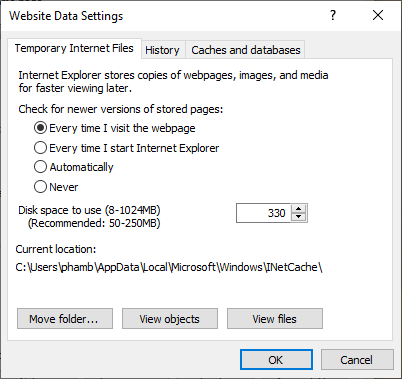 Website Data Settings
Temporary Internet Files
History
Caches and databases
Internet Explorer stores copies of webpages, images, and media
for faster viewing later.
Check for newer versions of stored pages:
Every time I visit the webpage
Every time I start Internet Explorer
Automatically
Never
Disk space to use (8-1024MB)
(Recommended: 50-250MB)
330
Current location:
C:\Users\phamb\AppData\Local\Microsoft\Windows\INetCache\
Move folder...
View objects
View files
OK
Cancel